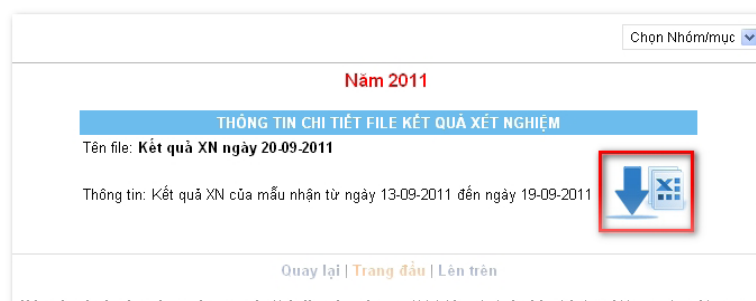 Chọn Nhóm/mục
Năm 2011
THÔNG TIN CHI TIẾT FILE KẾT QUẢ XÉT NGHIỆM
Tên file: Kết quả XN ngày 20-09-2011
Thông tin: Kết quả XN của mẫu nhận từ ngày 13-09-2011 đến ngày 19-09-2011
Quay lại | Trang đầu | Lên trên